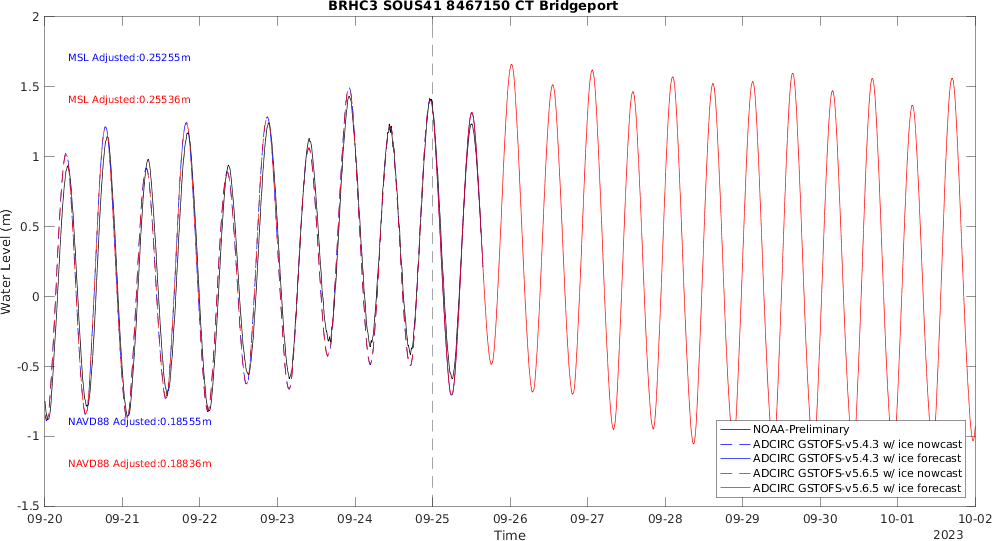 BRHC3 SOUS41 8467150 CT Bridgeport
Water Level (m)
2
1.5
1
0.5
0
-0.5
-1
-1.5
MSL Adjusted:0.25255m
MSL Adjusted:0.25536m
NAVD88 Adjusted:0.18555m
NAVD88 Adjusted:0.18836m
NOAA-Preliminary
ADCIRC GSTOFS-v5.4.3 w/ ice nowcast
ADCIRC GSTOFS-v5.4.3 w/ ice forecast
ADCIRC GSTOFS-v5.6.5 w/ ice nowcast
ADCIRC GSTOFS-v5.6.5 w/ ice forecast
09-20 09-21 09-22 09-23 09-24 09-25 09-26 09-27 09-28 09-29 09-30 10-01 10-02
Time
2023